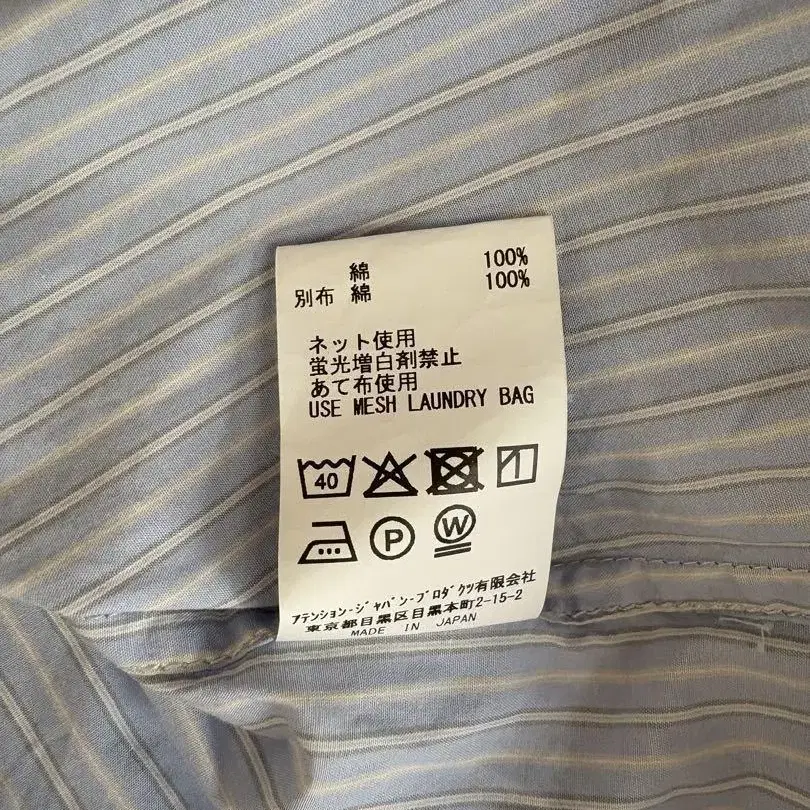 綿 100%
別布 綿 100%
ネット使用
蛍光増白剤禁止
あて布使用
USE MESH LAUNDRY BAG
40
P W
ｱテンション･ｼﾞｬﾊﾟﾝ･ﾌﾟﾛﾀﾞｸﾂ有限会社
東京都目黒区目黒本町2-15-2
MADE IN JAPAN